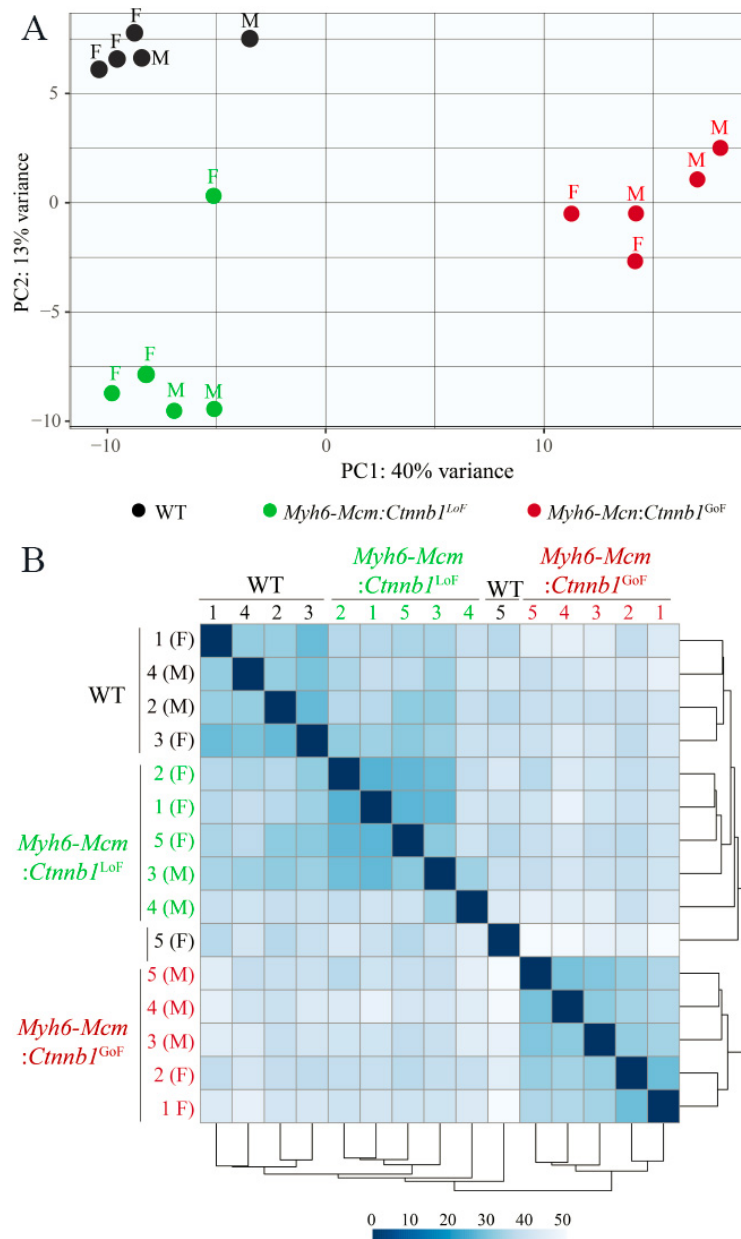 A
F
F
F
M
M
5
0
−5
−10
PC2: 13% variance
F
F
F
M
M
M
M
F
M
F
−10
0
10
PC1: 40% variance
WT
Myh6-Mcm:Ctnnb1LoF
Myh6-Mcn:Ctnnb1GoF
B
WT
Myh6-Mcm
:Ctnnb1LoF
WT
Myh6-Mcm
:Ctnnb1GoF
1 4 2 3 2 1 5 3 4 5 5 4 3 2 1
WT
1 (F)
4 (M)
2 (M)
3 (F)
Myh6-Mcm
:Ctnnb1LoF
2 (F)
1 (F)
5 (F)
3 (M)
4 (M)
5 (F)
Myh6-Mcm
:Ctnnb1GoF
5 (M)
4 (M)
3 (M)
2 (F)
1 F)
0 10 20 30 40 50